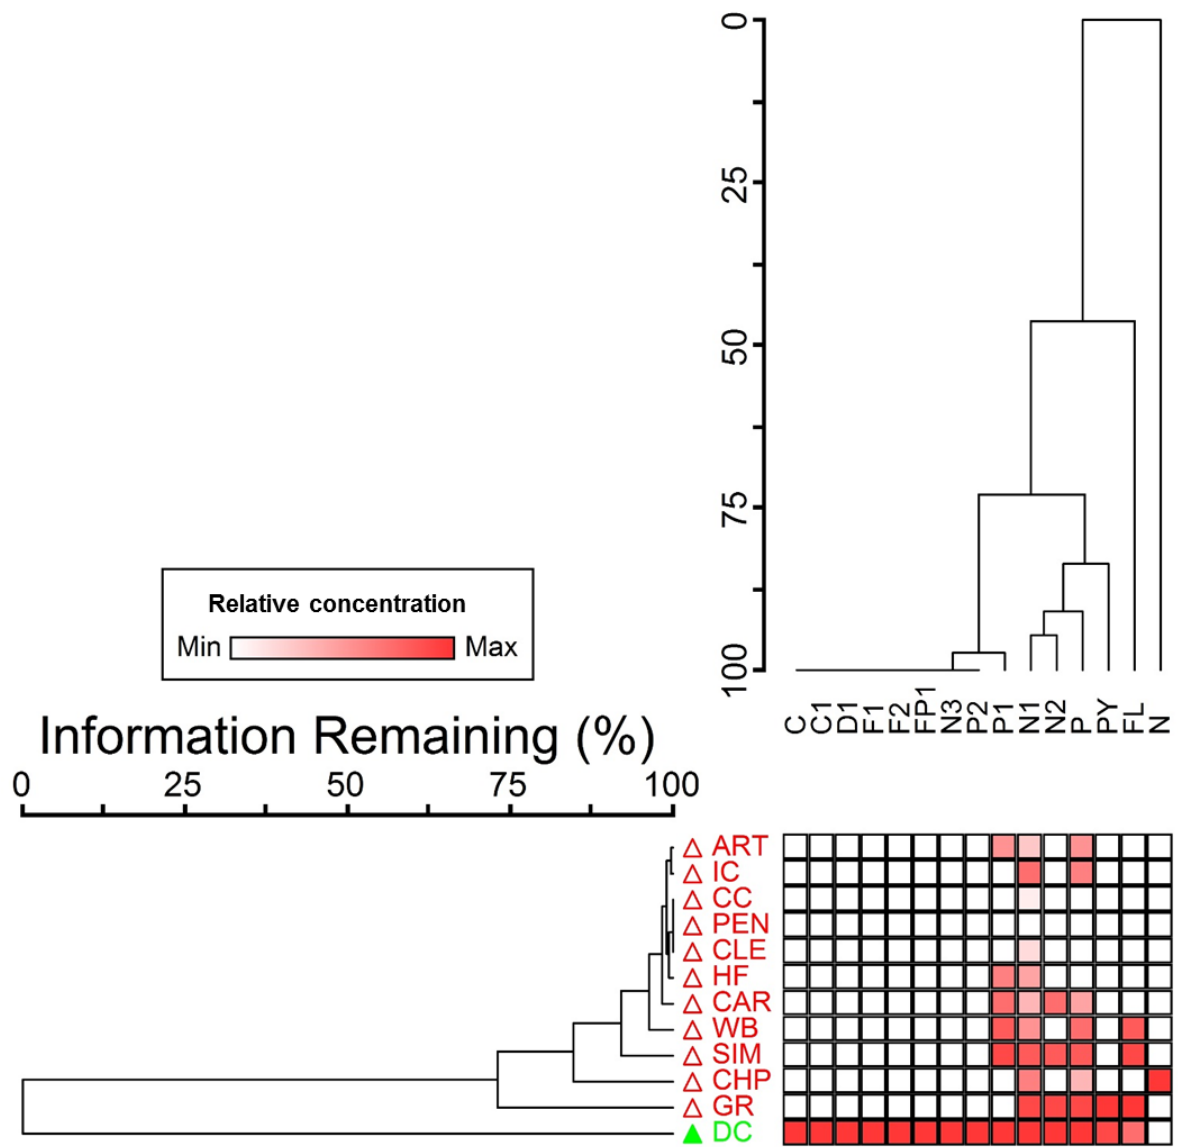 0
25
50
75
100
C C1 D1 F1 F2 FP1 N3 P2 P1 N1 N2 P PY FL N
Relative concentration
Min Max
Information Remaining (%)
0 25 50 75 100
ART
IC
CC
PEN
CLE
HF
CAR
WB
SIM
CHP
GR
DC